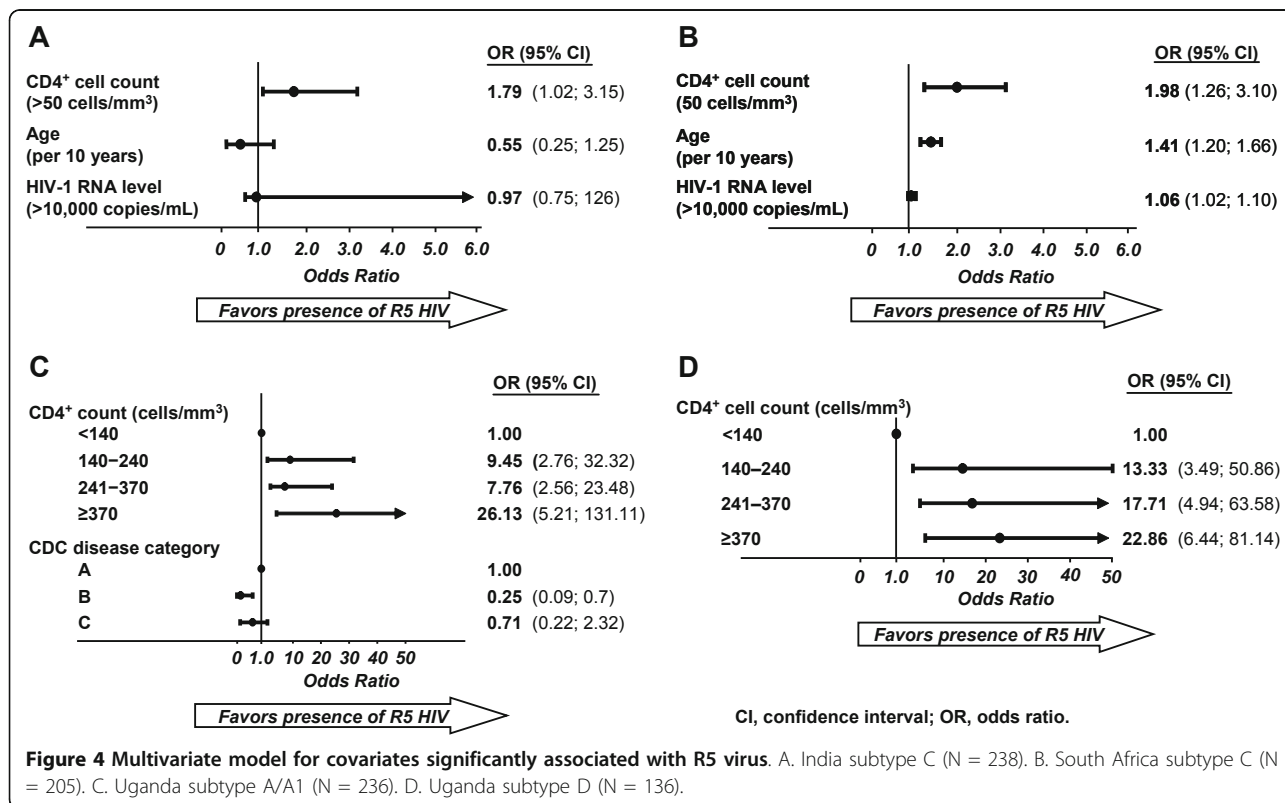 A
OR (95% CI)
CD4+ cell count
(>50 cells/mm³)
1.79 (1.02; 3.15)
Age
(per 10 years)
0.55 (0.25; 1.25)
HIV-1 RNA level
(>10,000 copies/mL)
0.97 (0.75; 126)
0 1.0 2.0 3.0 4.0 5.0 6.0
Odds Ratio
Favors presence of R5 HIV
B
OR (95% CI)
CD4+ cell count
(50 cells/mm³)
1.98 (1.26; 3.10)
Age
(per 10 years)
1.41 (1.20; 1.66)
HIV-1 RNA level
(>10,000 copies/mL)
1.06 (1.02; 1.10)
0 1.0 2.0 3.0 4.0 5.0 6.0
Odds Ratio
Favors presence of R5 HIV
C
OR (95% CI)
CD4+ count (cells/mm³)
<140 1.00
140–240 9.45 (2.76; 32.32)
241–370 7.76 (2.56; 23.48)
≥370 26.13 (5.21; 131.11)
CDC disease category
A 1.00
B 0.25 (0.09; 0.7)
C 0.71 (0.22; 2.32)
0 1.0 10 20 30 40 50
Odds Ratio
Favors presence of R5 HIV
D
OR (95% CI)
CD4+ cell count (cells/mm³)
<140 1.00
140–240 13.33 (3.49; 50.86)
241–370 17.71 (4.94; 63.58)
≥370 22.86 (6.44; 81.14)
0 1.0 10 20 30 40 50
Odds Ratio
Favors presence of R5 HIV
CI, confidence interval; OR, odds ratio.
Figure 4 Multivariate model for covariates significantly associated with R5 virus. A. India subtype C (N = 238). B. South Africa subtype C (N
= 205). C. Uganda subtype A/A1 (N = 236). D. Uganda subtype D (N = 136).